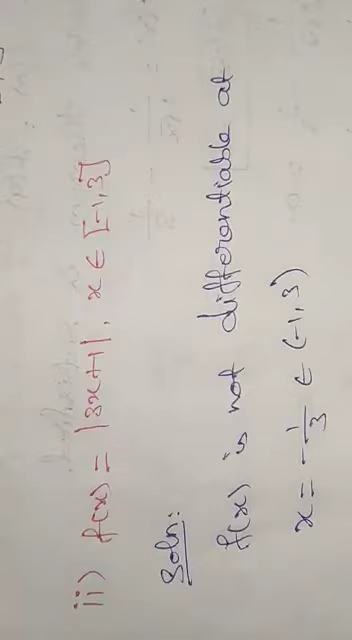 ii) f(x) = |3x+1|, x ∈ [-1,3]
Soln:
f(x) is not differentiable at
x = -1/3 ∈ (-1,3)